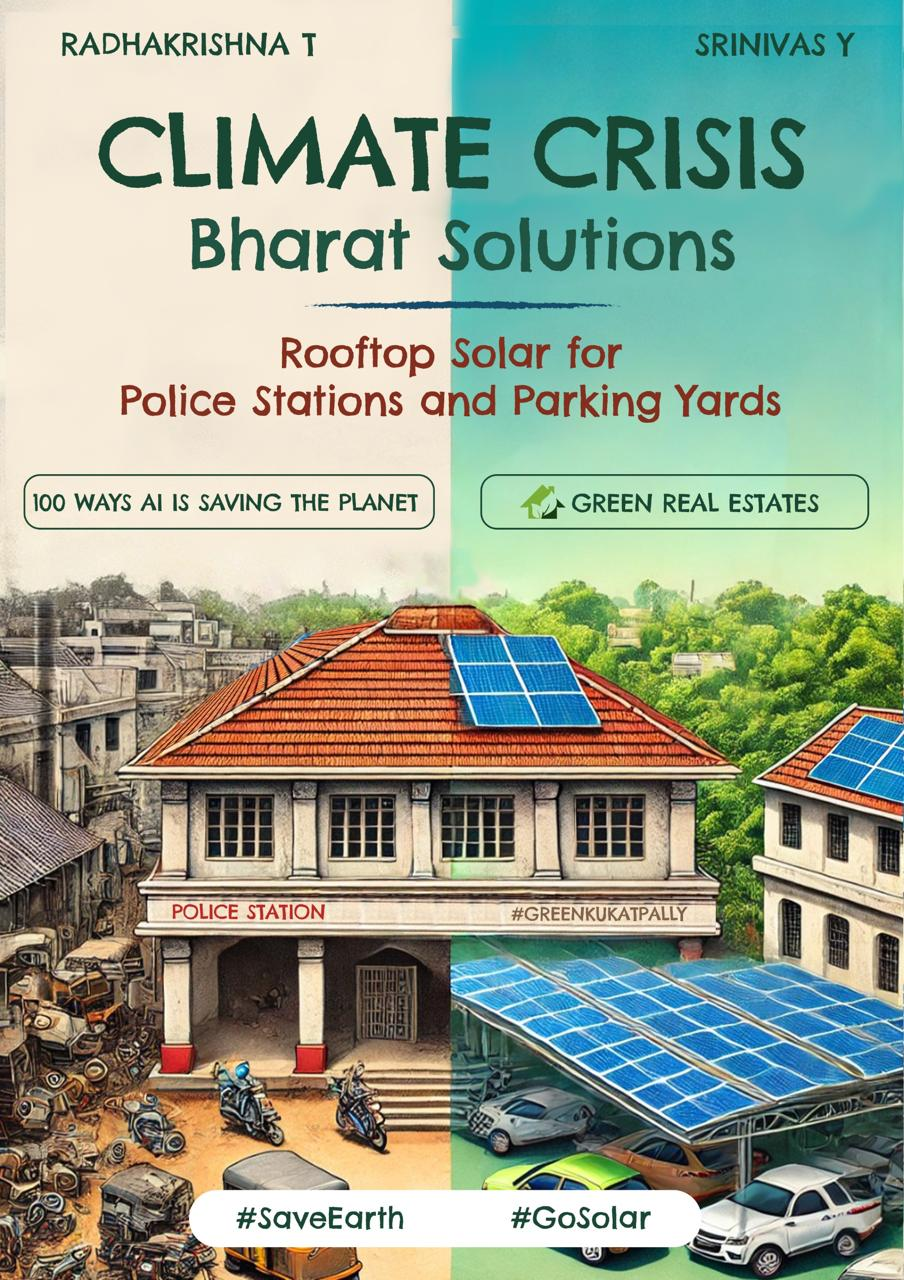 RADHAKRISHNA T
SRINIVAS Y
CLIMATE CRISIS
Bharat Solutions
Rooftop Solar for
Police Stations and Parking Yards
100 WAYS AI IS SAVING THE PLANET
GREEN REAL ESTATES
POLICE STATION
#GREENKUKATPALLY
#SaveEarth
#GoSolar